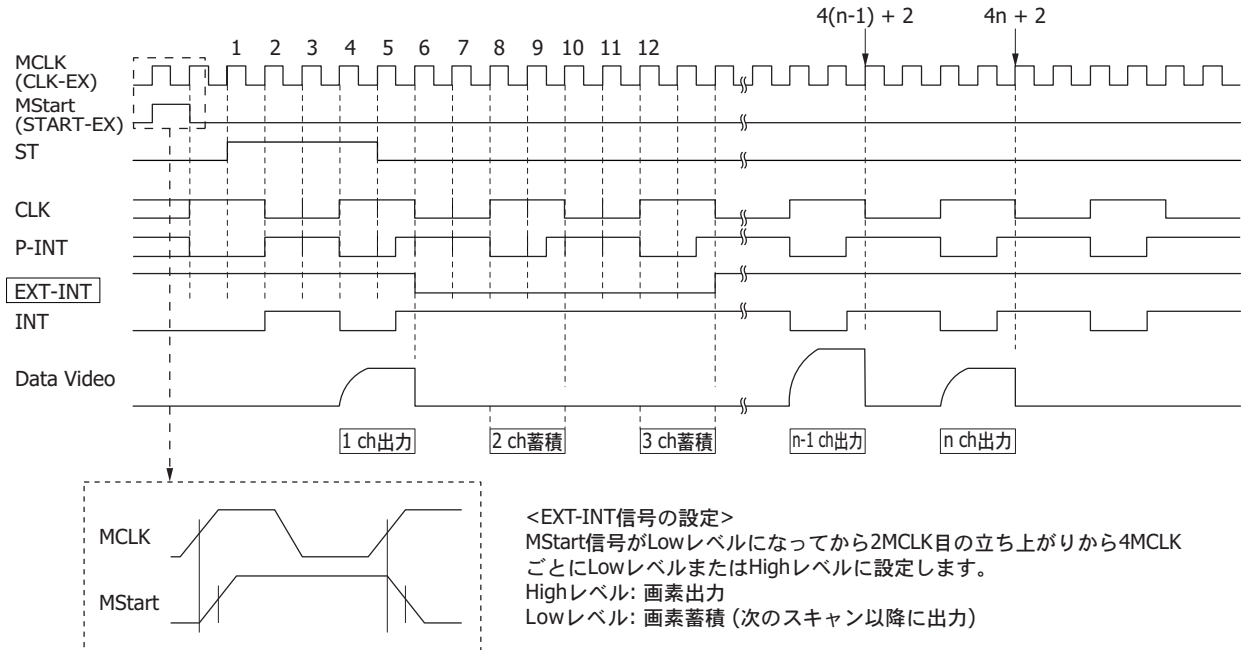 4(n-1) + 2 4n + 2
1 2 3 4 5 6 7 8 9 10 11 12
MCLK
(CLK-EX)
MStart
(START-EX)
ST
CLK
P-INT
EXT-INT
INT
Data Video
1 ch出力 2 ch蓄積 3 ch蓄積 n-1 ch出力 n ch出力
MCLK
MStart
<EXT-INT信号の設定>
MStart信号がLowレベルになってから2MCLK目の立ち上がりから4MCLK
ごとにLowレベルまたはHighレベルに設定します。
Highレベル: 画素出力
Lowレベル: 画素蓄積 (次のスキャン以降に出力)